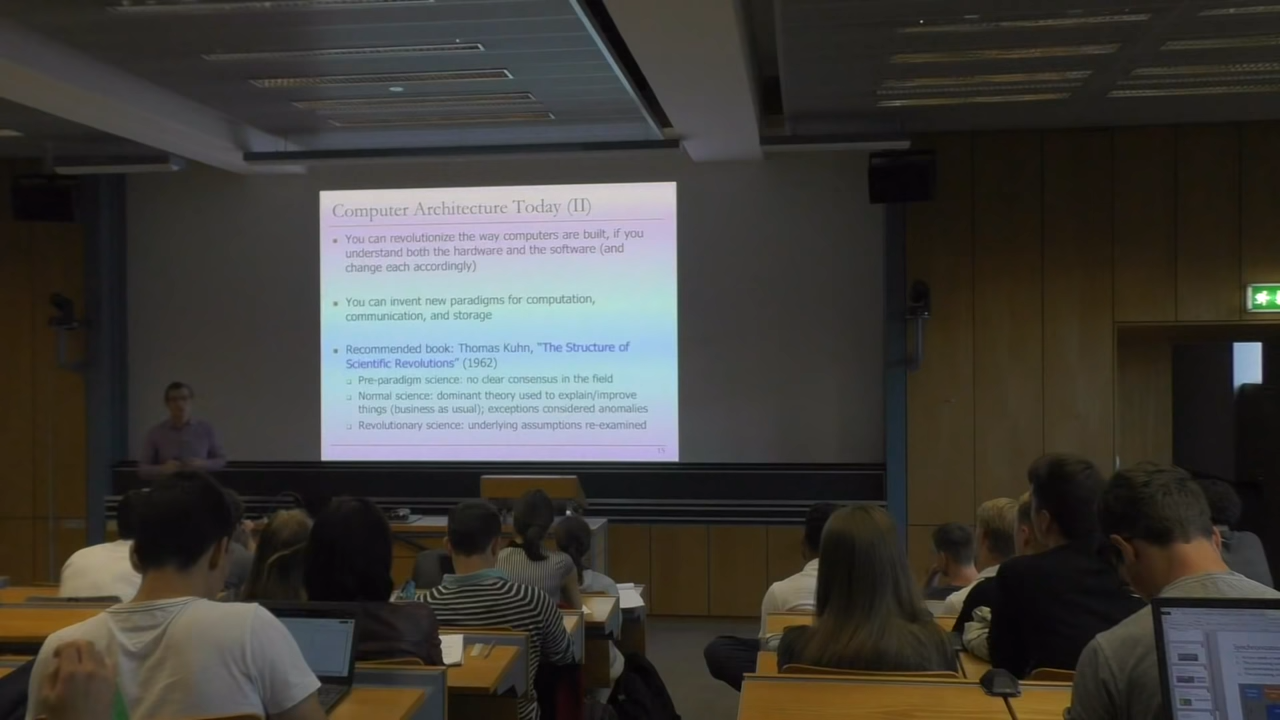 Computer Architecture Today (II)
▪ You can revolutionize the way computers are built, if you
understand both the hardware and the software (and
change each accordingly)
▪ You can invent new paradigms for computation,
communication, and storage
▪ Recommended book: Thomas Kuhn, “The Structure of
Scientific Revolutions” (1962)
❑ Pre-paradigm science: no clear consensus in the field
❑ Normal science: dominant theory used to explain/improve
things (business as usual); exceptions considered anomalies
❑ Revolutionary science: underlying assumptions re-examined